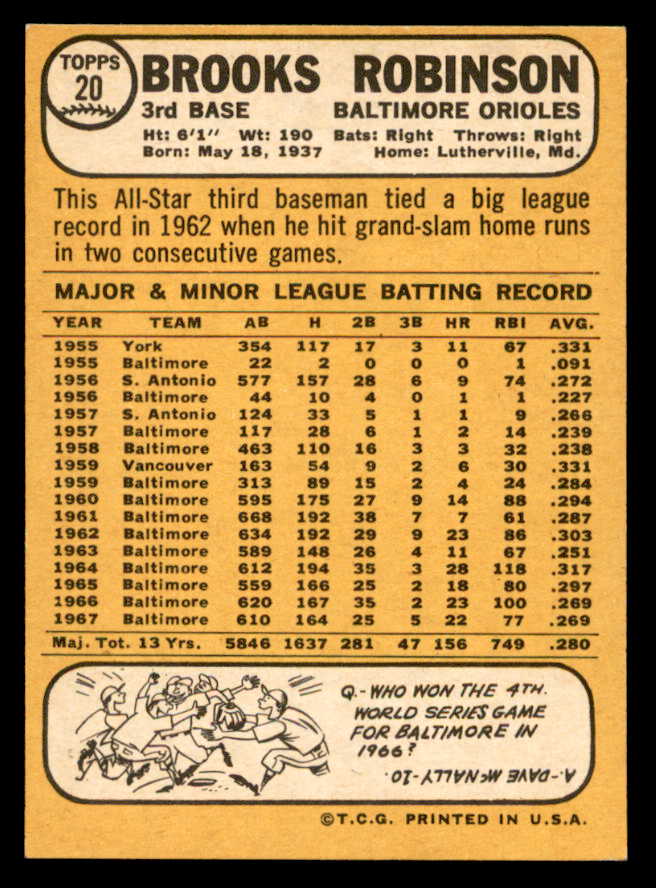 TOPPS
20
BROOKS ROBINSON
3rd BASE BALTIMORE ORIOLES
Ht: 6'1" Wt: 190 Bats: Right Throws: Right
Born: May 18, 1937 Home: Lutherville, Md.
This All-Star third baseman tied a big league
record in 1962 when he hit grand-slam home runs
in two consecutive games.
MAJOR & MINOR LEAGUE BATTING RECORD
YEAR TEAM AB H 2B 3B HR RBI AVG.
1955 York 354 117 17 3 11 67 .331
1955 Baltimore 22 2 0 0 0 1 .091
1956 S. Antonio 577 157 28 6 9 74 .272
1956 Baltimore 44 10 4 0 1 1 .227
1957 S. Antonio 124 33 5 1 1 9 .266
1957 Baltimore 117 28 6 1 2 14 .239
1958 Baltimore 463 110 16 3 3 32 .238
1959 Vancouver 163 54 9 2 6 30 .331
1959 Baltimore 313 89 15 2 4 24 .284
1960 Baltimore 595 175 27 9 14 88 .294
1961 Baltimore 668 192 38 7 7 61 .287
1962 Baltimore 634 192 29 9 23 86 .303
1963 Baltimore 589 148 26 4 11 67 .251
1964 Baltimore 612 194 35 3 28 118 .317
1965 Baltimore 559 166 25 2 18 80 .297
1966 Baltimore 620 167 35 2 23 100 .269
1967 Baltimore 610 164 25 5 22 77 .269
Maj. Tot. 13 Yrs. 5846 1637 281 47 156 749 .280
Q.-WHO WON THE 4TH.
WORLD SERIES GAME
FOR BALTIMORE IN
1966?
A.-DAVE McNALLY-10.
©T.C.G. PRINTED IN U.S.A.